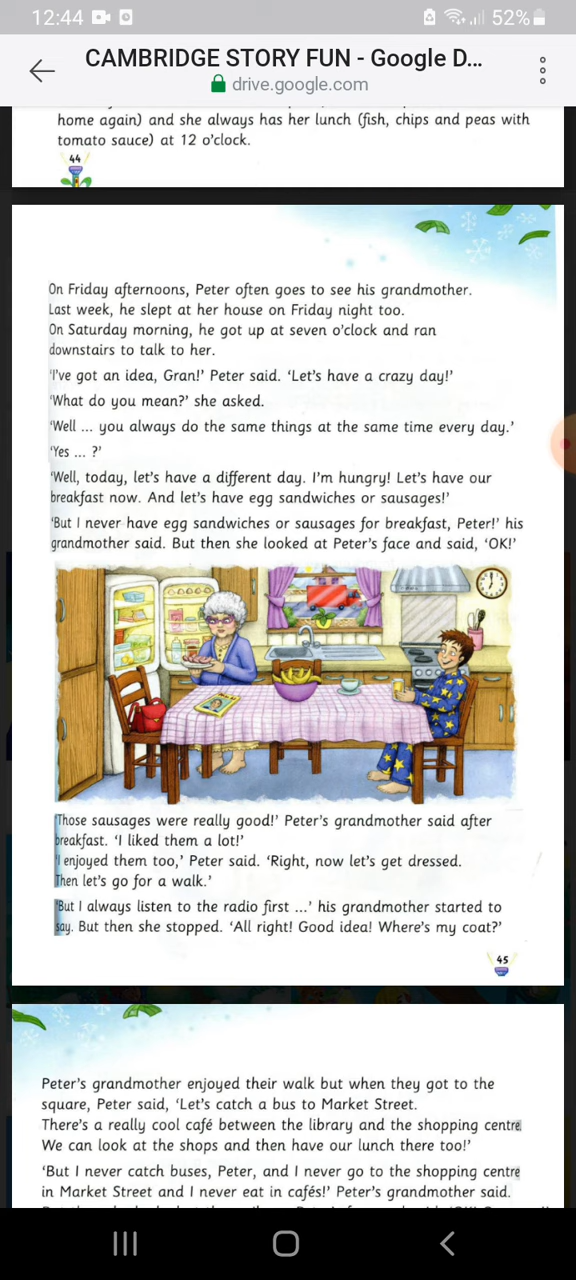 12:44
52%
CAMBRIDGE STORY FUN - Google D...
drive.google.com
home again) and she always has her lunch (fish, chips and peas with
tomato sauce) at 12 o'clock.
44
On Friday afternoons, Peter often goes to see his grandmother.
Last week, he slept at her house on Friday night too.
On Saturday morning, he got up at seven o'clock and ran
downstairs to talk to her.
'I've got an idea, Gran!' Peter said. 'Let's have a crazy day!'
'What do you mean?' she asked.
'Well ... you always do the same things at the same time every day.'
'Yes ... ?'
'Well, today, let's have a different day. I'm hungry! Let's have our
breakfast now. And let's have egg sandwiches or sausages!'
'But I never have egg sandwiches or sausages for breakfast, Peter!' his
grandmother said. But then she looked at Peter's face and said, 'OK!'
'Those sausages were really good!' Peter's grandmother said after
breakfast. 'I liked them a lot!'
'I enjoyed them too,' Peter said. 'Right, now let's get dressed.
Then let's go for a walk.'
'But I always listen to the radio first ...' his grandmother started to
say. But then she stopped. 'All right! Good idea! Where's my coat?'
45
Peter's grandmother enjoyed their walk but when they got to the
square, Peter said, 'Let's catch a bus to Market Street.
There's a really cool café between the library and the shopping centre
We can look at the shops and then have our lunch there too!'
'But I never catch buses, Peter, and I never go to the shopping centre
in Market Street and I never eat in cafés!' Peter's grandmother said.